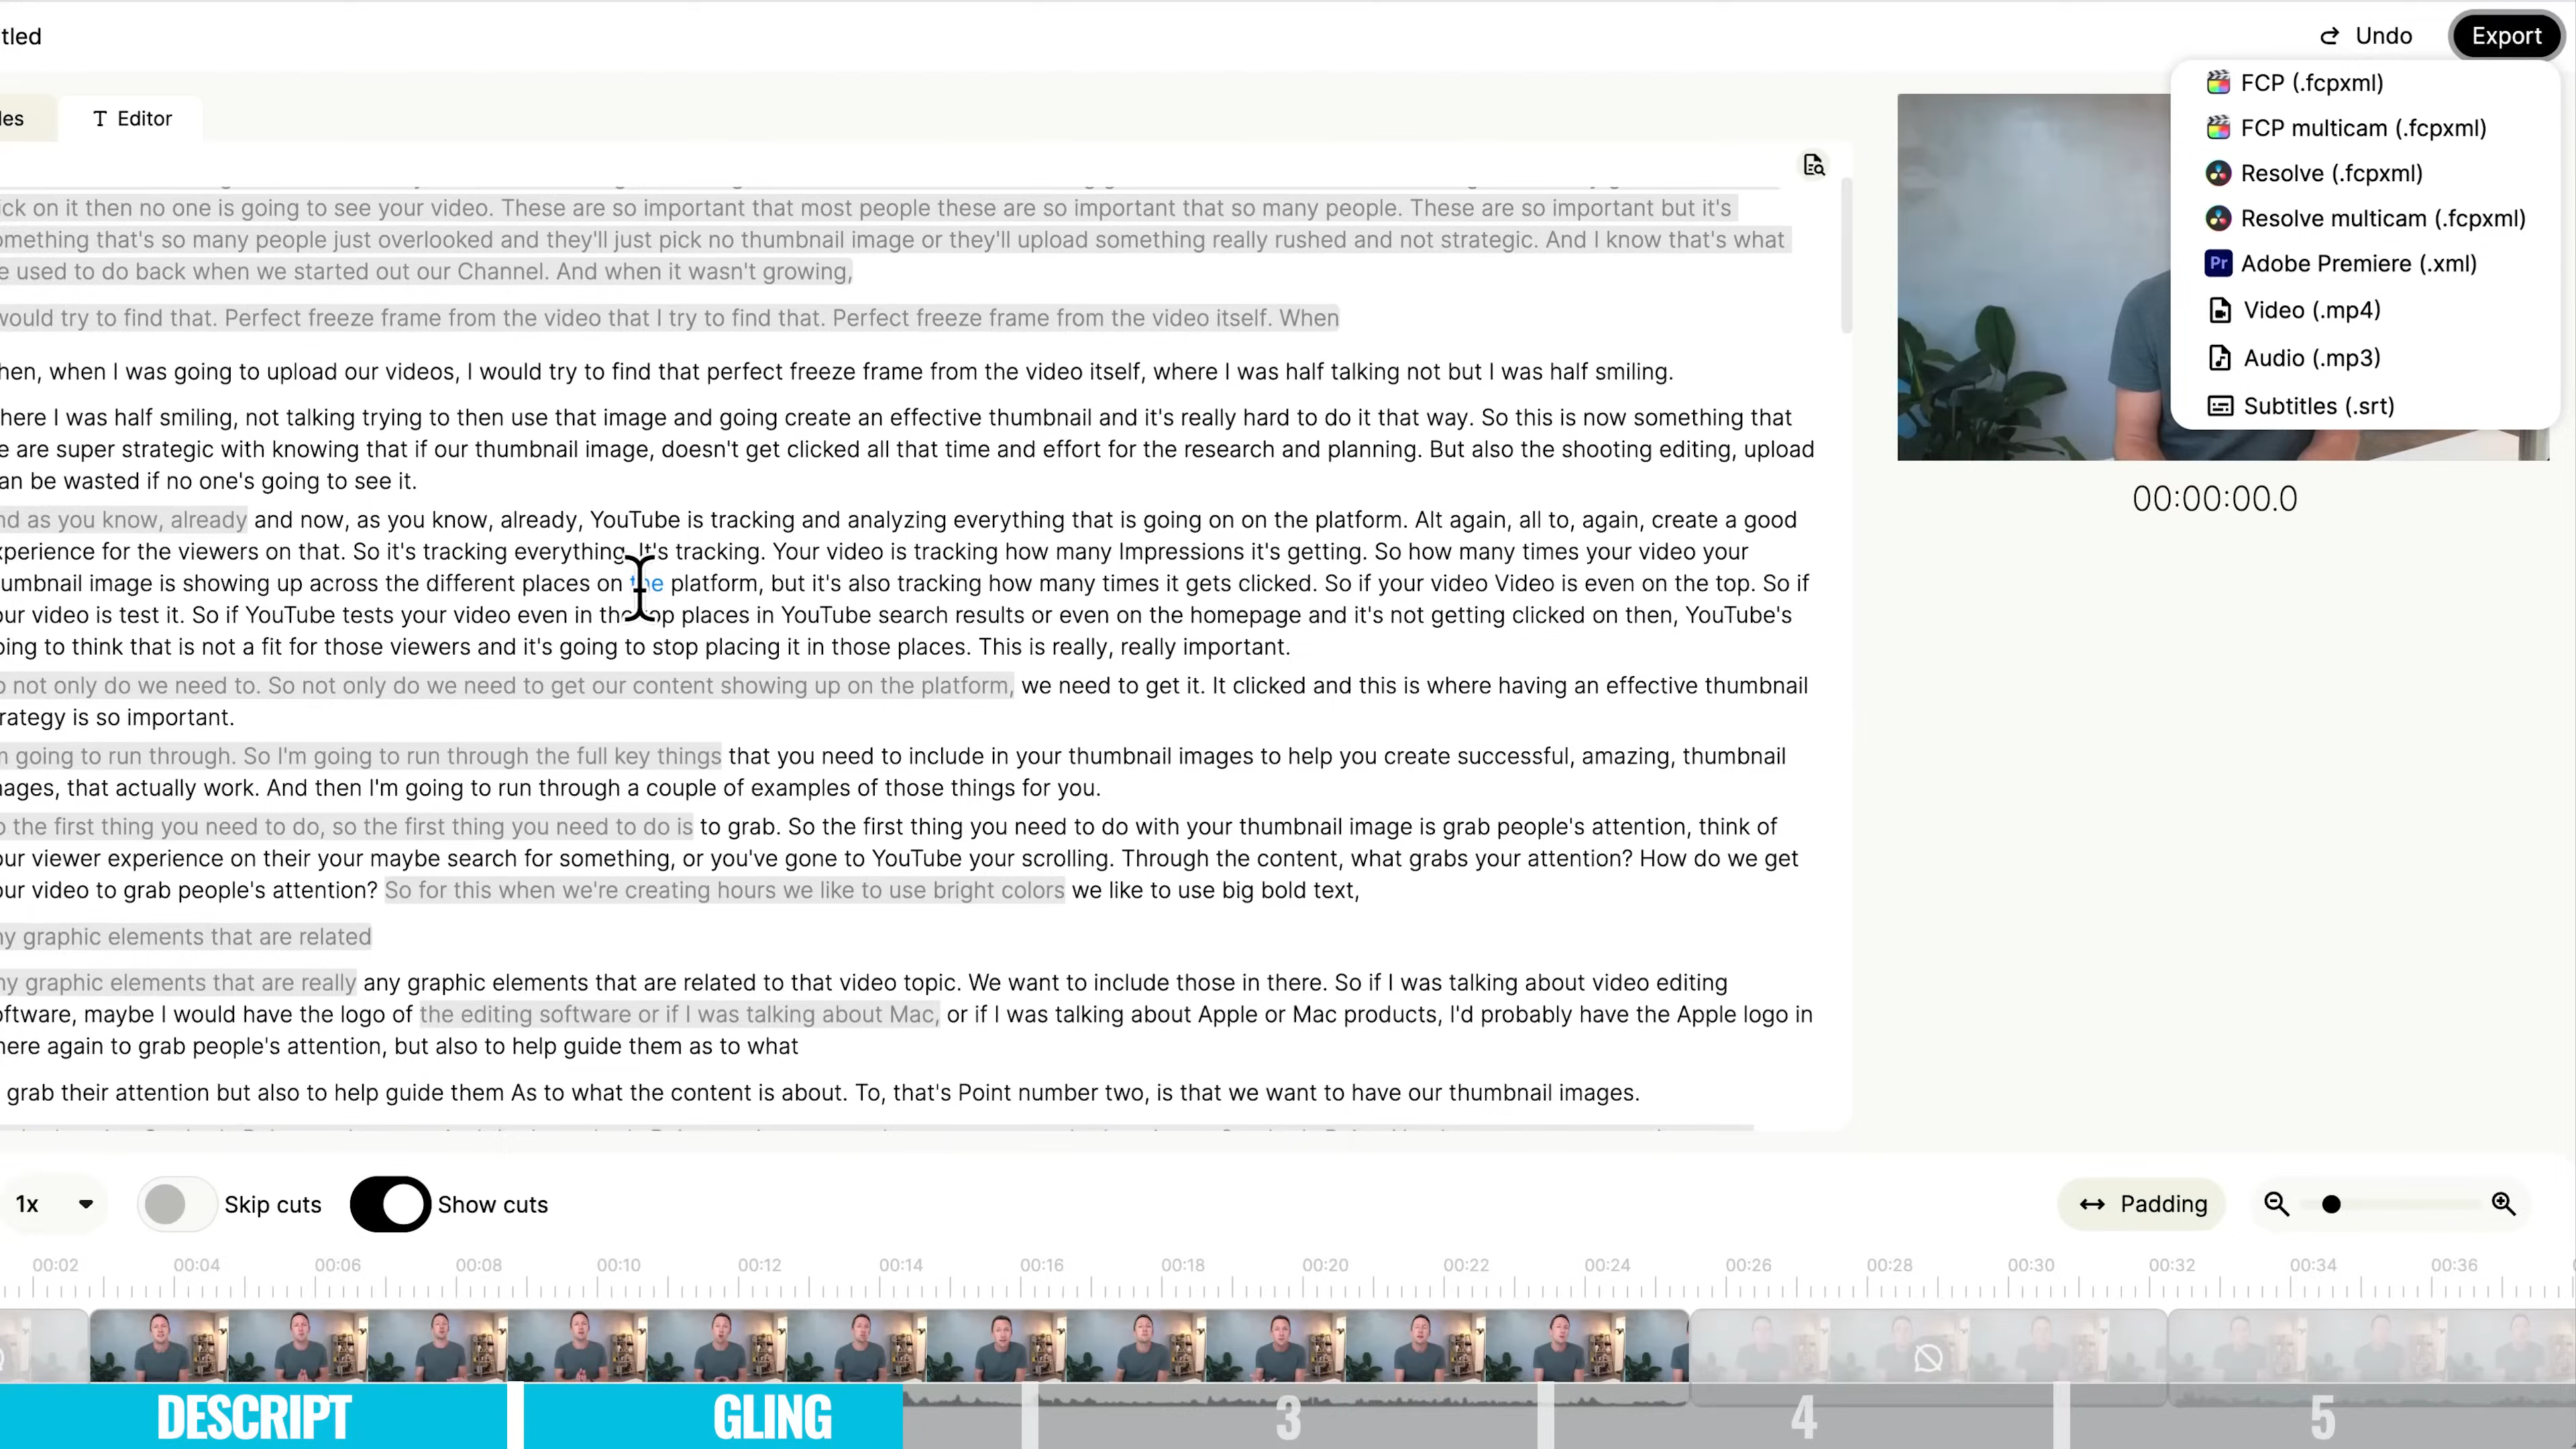 tled
Undo
Export
les
Editor
FCP (.fcpxml)
FCP multicam (.fcpxml)
Resolve (.fcpxml)
Resolve multicam (.fcpxml)
Pr Adobe Premiere (.xml)
Video (.mp4)
Audio (.mp3)
Subtitles (.srt)
00:00:00.0
ick on it then no one is going to see your video. These are so important that most people these are so important that so many people. These are so important but it's
omething that's so many people just overlooked and they'll just pick no thumbnail image or they'll upload something really rushed and not strategic. And I know that's what
e used to do back when we started out our Channel. And when it wasn't growing,
would try to find that. Perfect freeze frame from the video that I try to find that. Perfect freeze frame from the video itself. When
hen, when I was going to upload our videos, I would try to find that perfect freeze frame from the video itself, where I was half talking not but I was half smiling.
here I was half smiling, not talking trying to then use that image and going create an effective thumbnail and it's really hard to do it that way. So this is now something that
e are super strategic with knowing that if our thumbnail image, doesn't get clicked all that time and effort for the research and planning. But also the shooting editing, upload
an be wasted if no one's going to see it.
nd as you know, already and now, as you know, already, YouTube is tracking and analyzing everything that is going on on the platform. Alt again, all to, again, create a good
xperience for the viewers on that. So it's tracking everything. It's tracking. Your video is tracking how many Impressions it's getting. So how many times your video your
umbnail image is showing up across the different places on the platform, but it's also tracking how many times it gets clicked. So if your video Video is even on the top. So if
our video is test it. So if YouTube tests your video even in the top places in YouTube search results or even on the homepage and it's not getting clicked on then, YouTube's
oing to think that is not a fit for those viewers and it's going to stop placing it in those places. This is really, really important.
o not only do we need to. So not only do we need to get our content showing up on the platform, we need to get it. It clicked and this is where having an effective thumbnail
rategy is so important.
m going to run through. So I'm going to run through the full key things that you need to include in your thumbnail images to help you create successful, amazing, thumbnail
ages, that actually work. And then I'm going to run through a couple of examples of those things for you.
o the first thing you need to do, so the first thing you need to do is to grab. So the first thing you need to do with your thumbnail image is grab people's attention, think of
our viewer experience on their your maybe search for something, or you've gone to YouTube your scrolling. Through the content, what grabs your attention? How do we get
our video to grab people's attention? So for this when we're creating hours we like to use bright colors we like to use big bold text,
ny graphic elements that are related
ny graphic elements that are really any graphic elements that are related to that video topic. We want to include those in there. So if I was talking about video editing
oftware, maybe I would have the logo of the editing software or if I was talking about Mac, or if I was talking about Apple or Mac products, I'd probably have the Apple logo in
here again to grab people's attention, but also to help guide them as to what
grab their attention but also to help guide them As to what the content is about. To, that's Point number two, is that we want to have our thumbnail images.
1x
Skip cuts
Show cuts
Padding
00:02 00:04 00:06 00:08 00:10 00:12 00:14 00:16 00:18 00:20 00:22 00:24 00:26 00:28 00:30 00:32 00:34 00:36
DESCRIPT GLING 3 4 5